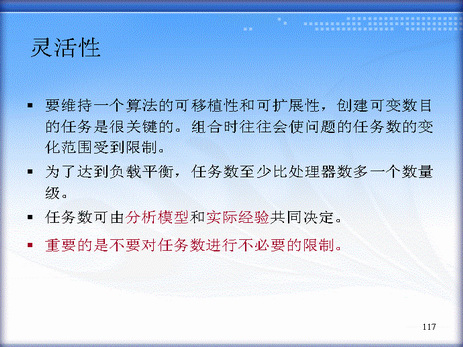 灵活性
▪ 要维持一个算法的可移植性和可扩展性，创建可变数目
的任务是很关键的。组合时往往会使问题的任务数的变
化范围受到限制。
▪ 为了达到负载平衡，任务数至少比处理器数多一个数量
级。
▪ 任务数可由分析模型和实际经验共同决定。
▪ 重要的是不要对任务数进行不必要的限制。
117